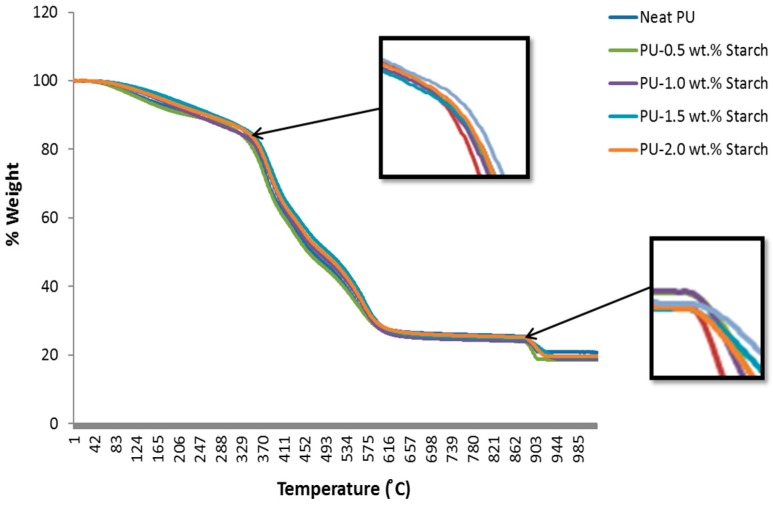 120
100
80
60
40
20
0
% Weight
1 42 83 124 165 206 247 288 329 370 411 452 493 534 575 616 657 698 739 780 821 862 903 944 985
Temperature (°C)
Neat PU
PU-0.5 wt.% Starch
PU-1.0 wt.% Starch
PU-1.5 wt.% Starch
PU-2.0 wt.% Starch